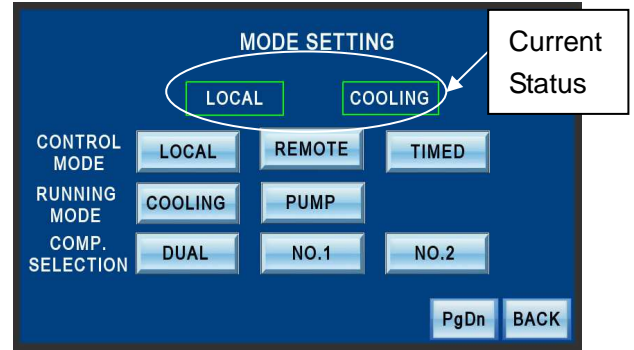 MODE SETTING
Current
Status
LOCAL COOLING
CONTROL
MODE
LOCAL REMOTE TIMED
RUNNING
MODE
COOLING PUMP
COMP.
SELECTION
DUAL NO.1 NO.2
PgDn BACK